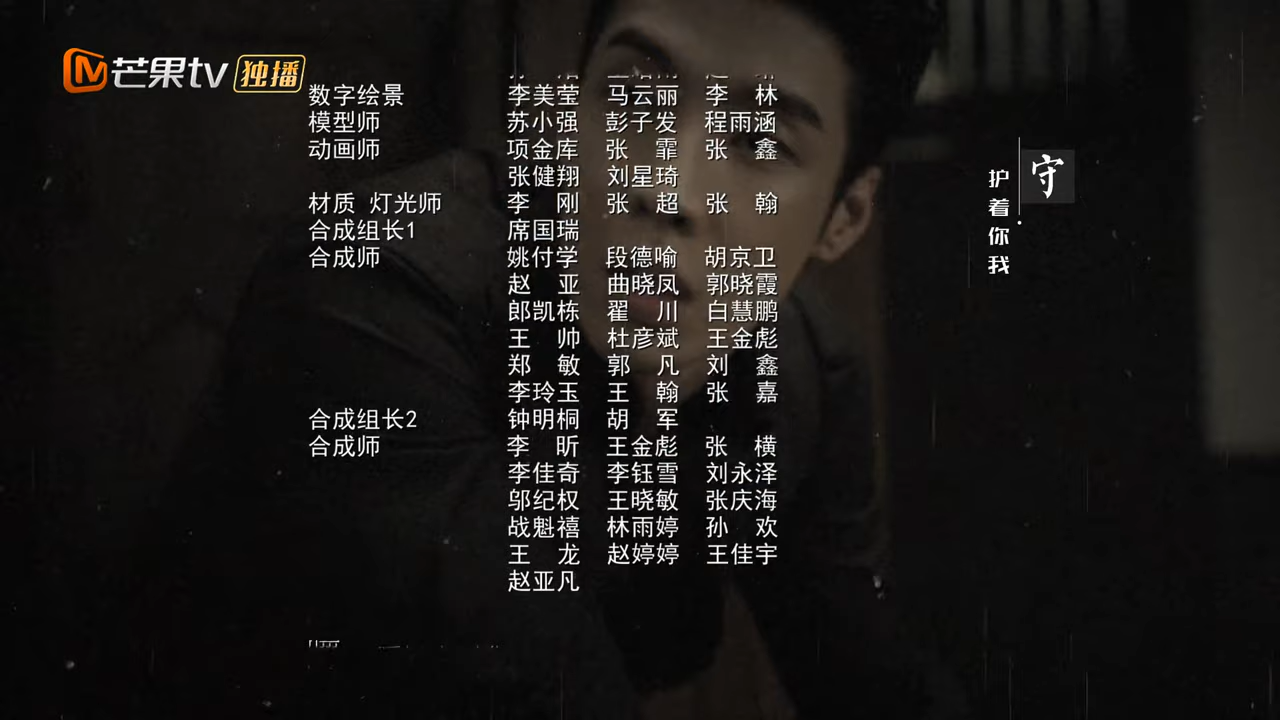 芒果tv 独播
数字绘景 李美莹 马云丽 李 林
模型师 苏小强 彭子发 程雨涵
动画师 项金库 张 霏 张 鑫
张健翔 刘星琦
材质 灯光师 李 刚 张 超 张 翰
合成组长1 席国瑞
合成师 姚付学 段德喻 胡京卫
赵 亚 曲晓凤 郭晓霞
郎凯栋 翟 川 白慧鹏
王 帅 杜彦斌 王金彪
郑 敏 郭 凡 刘 鑫
李玲玉 王 翰 张 嘉
合成组长2 钟明桐 胡 军
合成师 李 昕 王金彪 张 横
李佳奇 李钰雪 刘永泽
邬纪权 王晓敏 张庆海
战魁禧 林雨婷 孙 欢
王 龙 赵婷婷 王佳宇
赵亚凡
守
护着你我